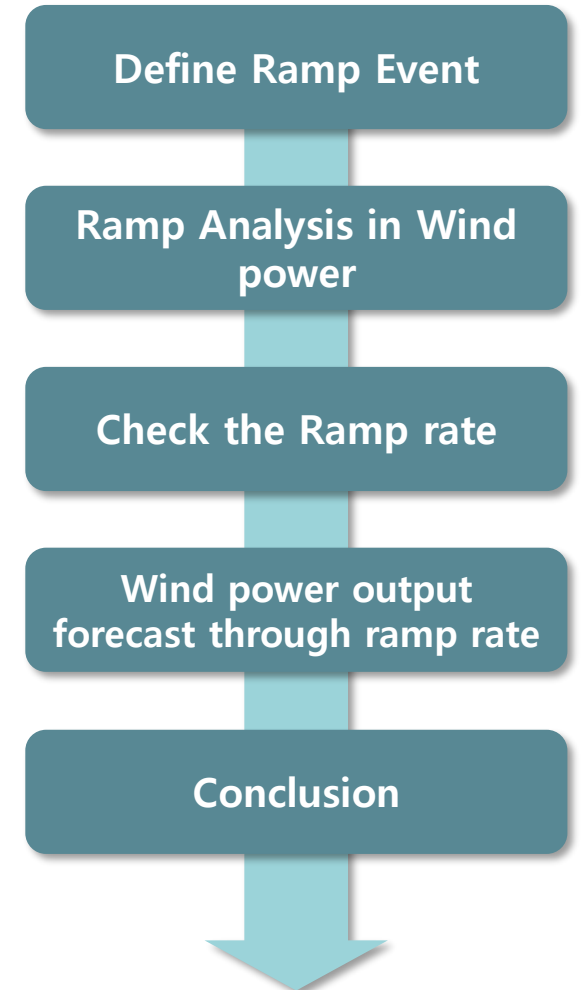 Define Ramp Event
Ramp Analysis in Wind
power
Check the Ramp rate
Wind power output
forecast through ramp rate
Conclusion